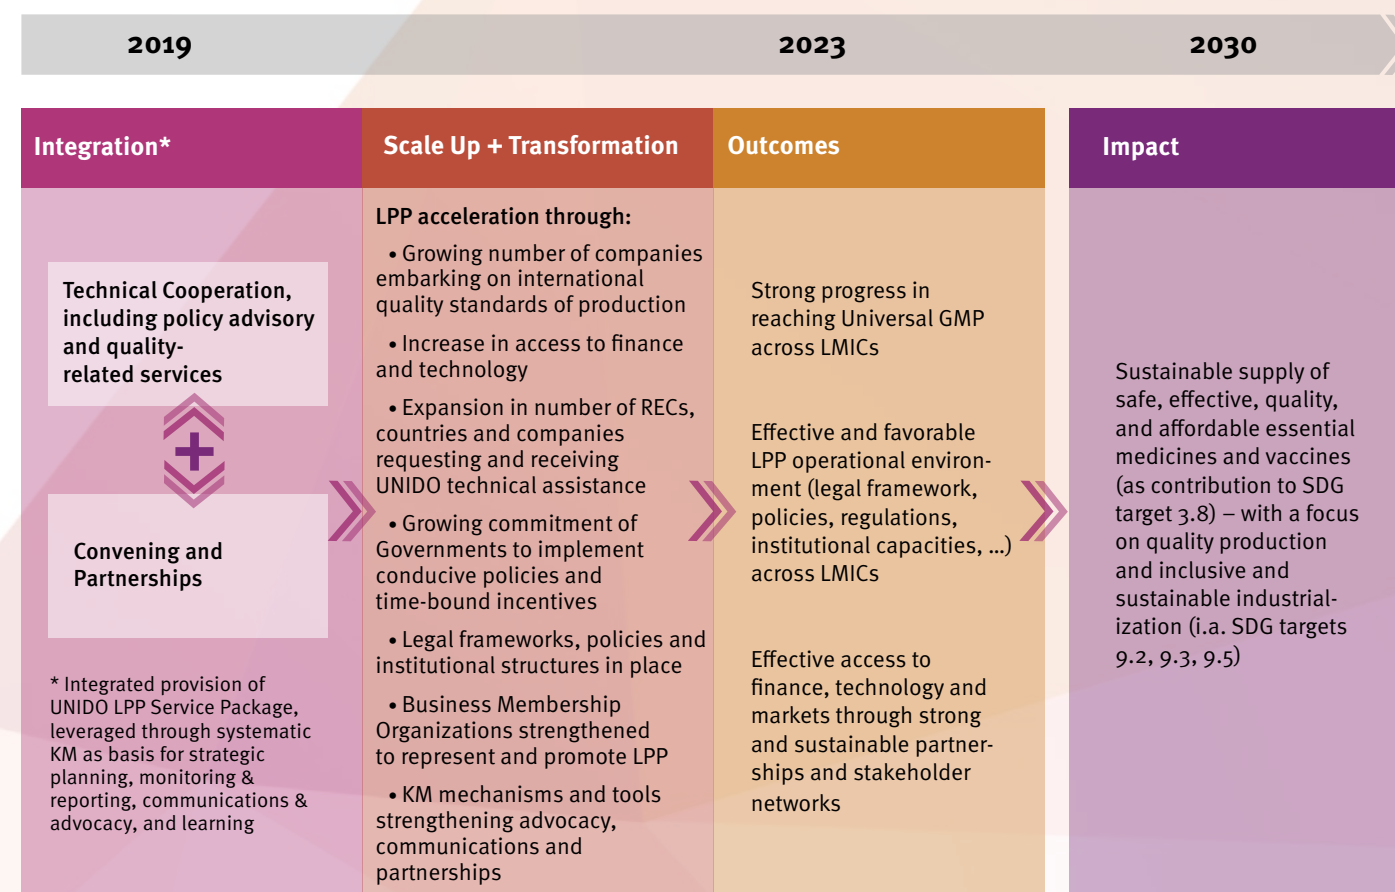 2019
2023
2030
Integration*
Technical Cooperation,
including policy advisory
and quality-
related services
+
Convening and
Partnerships
* Integrated provision of
UNIDO LPP Service Package,
leveraged through systematic
KM as basis for strategic
planning, monitoring &
reporting, communications &
advocacy, and learning
Scale Up + Transformation
LPP acceleration through:
• Growing number of companies
embarking on international
quality standards of production
• Increase in access to finance
and technology
• Expansion in number of RECs,
countries and companies
requesting and receiving
UNIDO technical assistance
• Growing commitment of
Governments to implement
conducive policies and
time-bound incentives
• Legal frameworks, policies and
institutional structures in place
• Business Membership
Organizations strengthened
to represent and promote LPP
• KM mechanisms and tools
strengthening advocacy,
communications and
partnerships
Outcomes
Strong progress in
reaching Universal GMP
across LMICs
Effective and favorable
LPP operational environ-
ment (legal framework,
policies, regulations,
institutional capacities, ...)
across LMICs
Effective access to
finance, technology and
markets through strong
and sustainable partner-
ships and stakeholder
networks
Impact
Sustainable supply of
safe, effective, quality,
and affordable essential
medicines and vaccines
(as contribution to SDG
target 3.8) – with a focus
on quality production
and inclusive and
sustainable industrial-
ization (i.a. SDG targets
9.2, 9.3, 9.5)